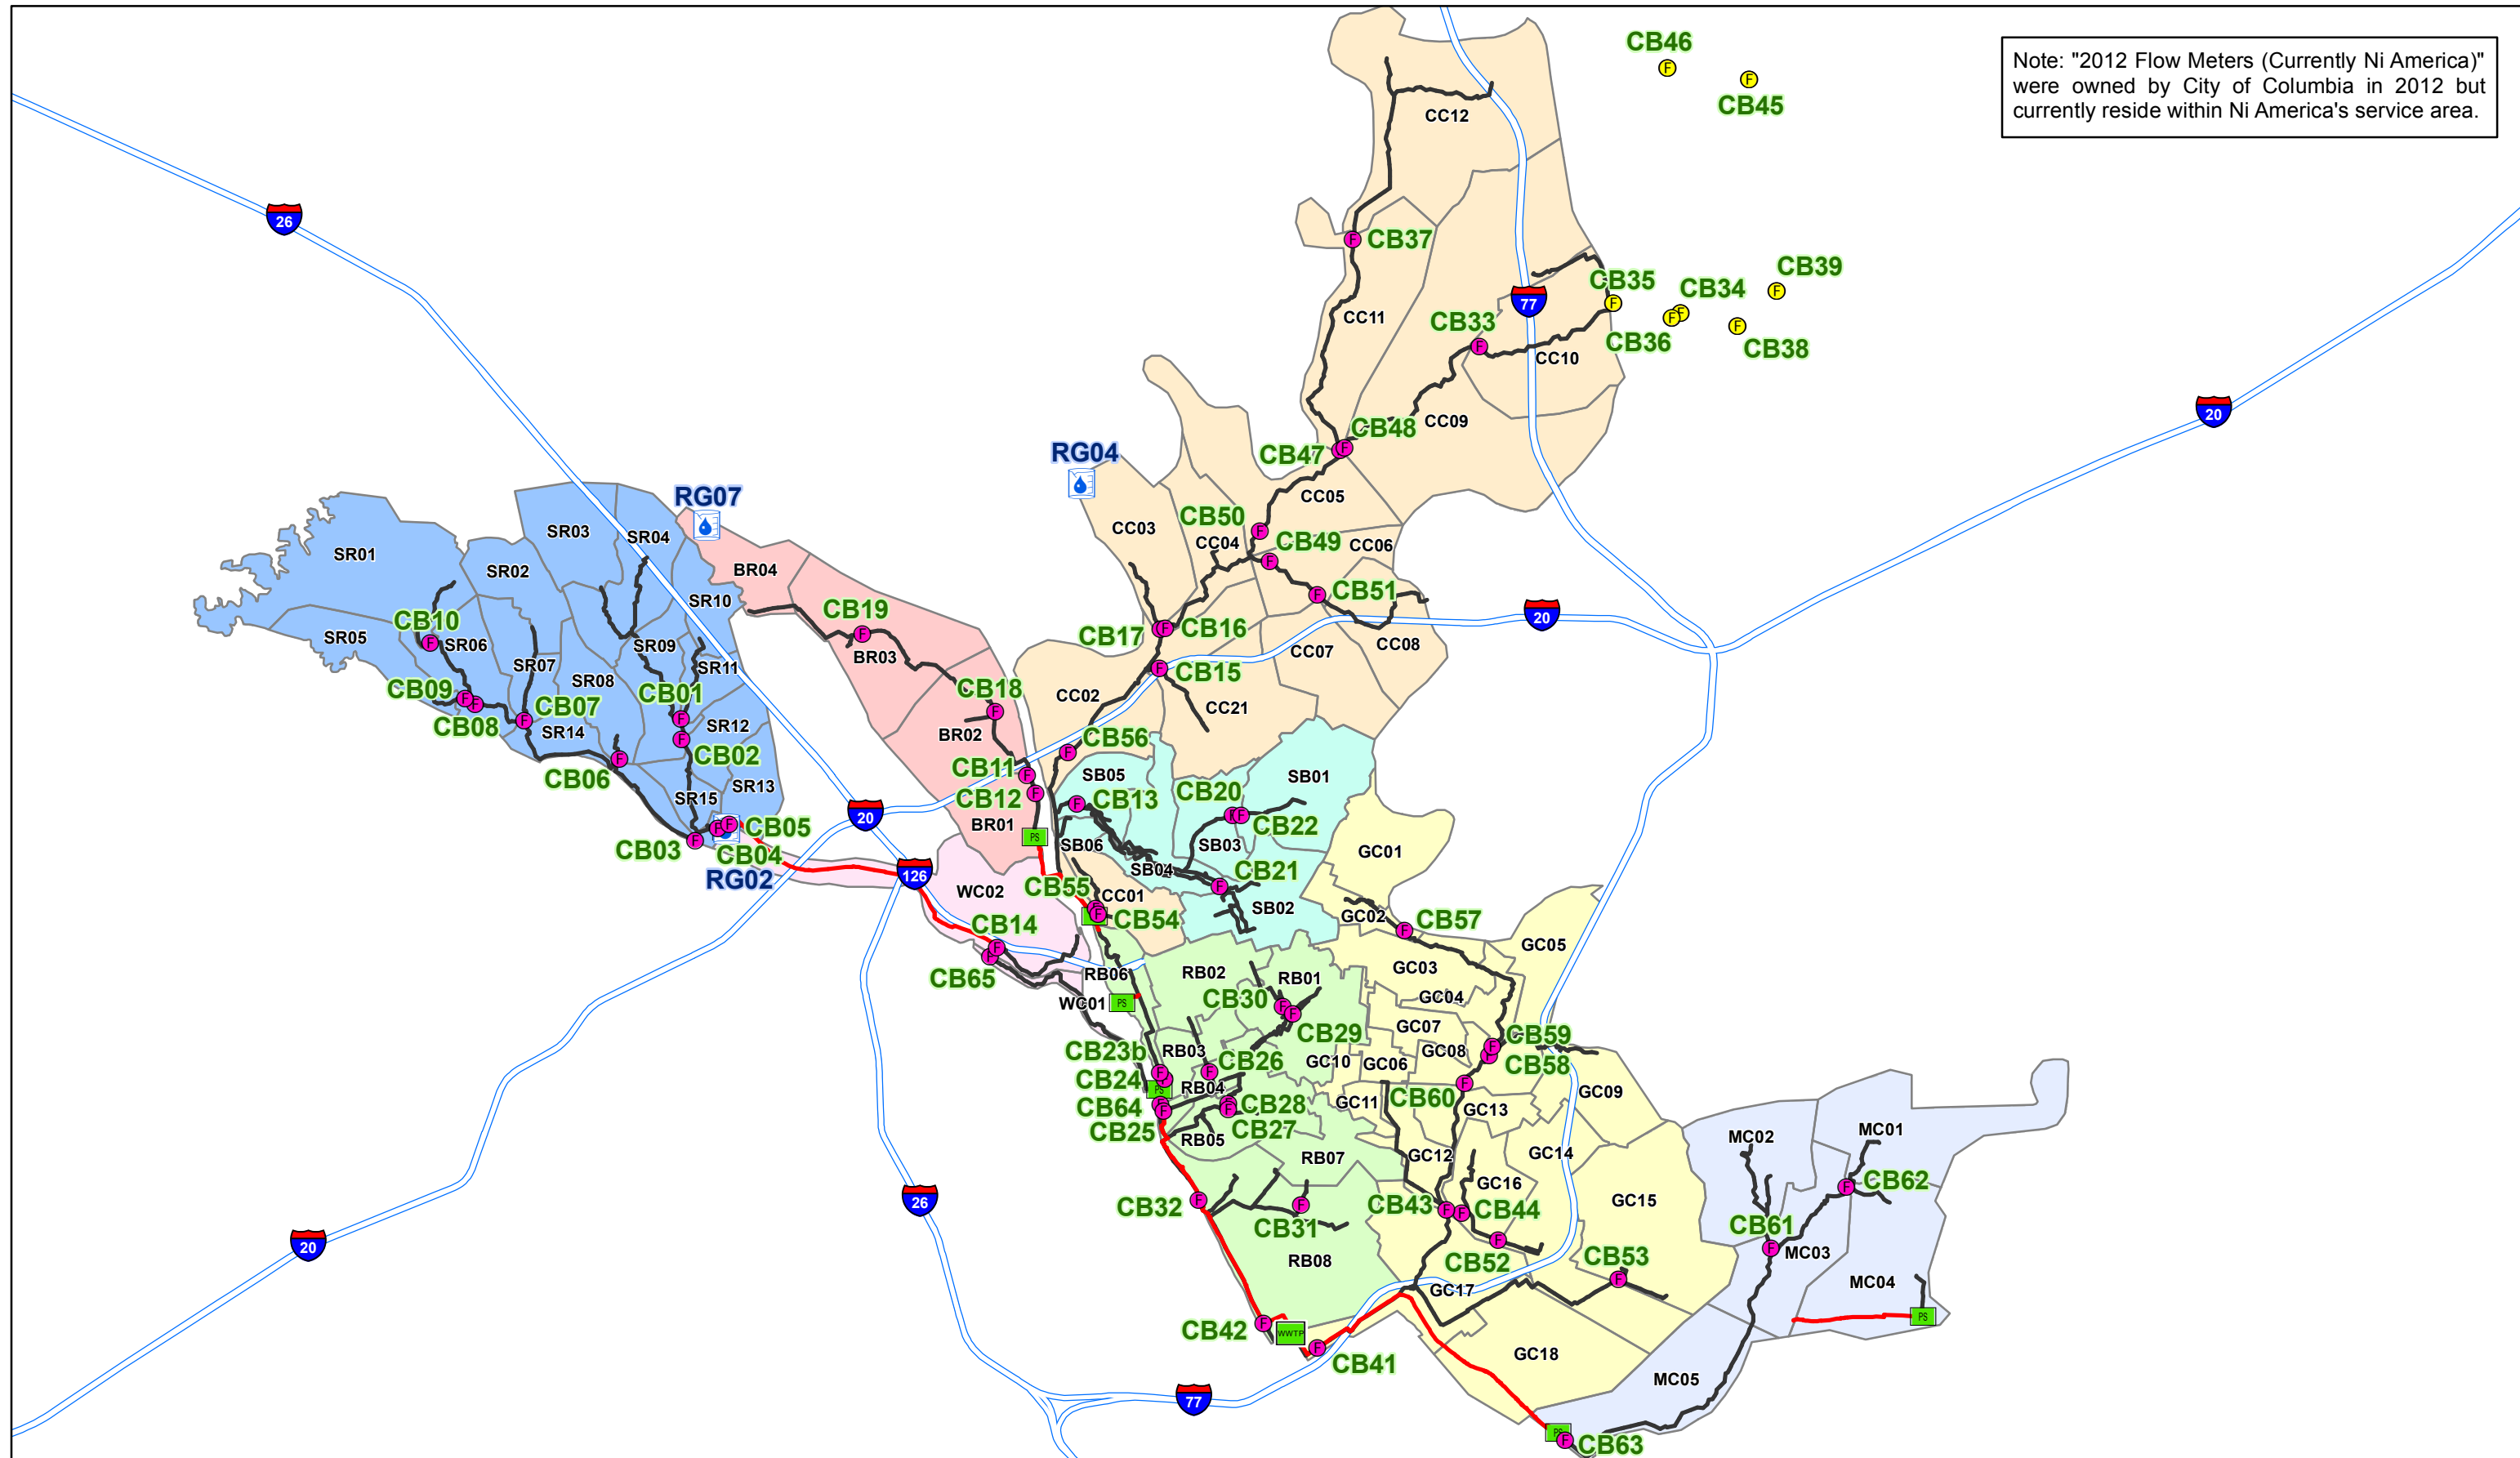 CB46
Note: "2012 Flow Meters (Currently Ni America)"
were owned by City of Columbia in 2012 but
currently reside within Ni America's service area.
F
F
CB45
CC12
26
CB37
F
CB39
CB35
CB34
F
77
F
F
F
CC11
CB33
F
CB36
CB38
F
CC10
20
CC09
CB48
RG04
CB47
F
RG07
CC05
CB50
CC03
F
SR03
SR04
CC04
CB49
CC06
SR01
SR02
BR04
F
CB51
F
SR10
CB19
20
CB10
SR05
F
SR06
F
CB17
F
CB16
SR09
BR03
CC07
CC08
SR07
SR11
SR08
CB15
F
CB09
F
F
CB01
CB18
CC02
CB07
F
F
F
CC21
CB08
SR14
SR12
BR02
CB02
F
CB56
F
CB06
F
CB11
F
SB05
SB01
SR13
CB12
F
CB20
SR15
F
CB13
20
F
CB22
CB05
F
BR01
PS
CB03
F
CB04
SB06
SB03
GC01
RG02
126
SB04
CB21
F
WC02
CB55
CC01
SB02
F
CB54
GC02
CB57
F
CB14
F
GC05
F
CB65
RB06
RB02
RB01
GC03
WC01
PS
CB30
F
GC04
F
CB29
GC07
CB59
F
CB23b
RB03
CB26
GC10
GC06
GC08
F
CB58
F
F
CB24
PS
RB04
CB60
F
GC09
CB64
F
CB28
GC11
GC13
F
CB25
F
CB27
RB05
MC02
MC01
GC12
GC14
RB07
GC16
CB62
F
26
CB32
F
F
CB43
F
F
CB44
GC15
CB31
CB61
20
F
MC03
RB08
CB52
F
CB53
F
MC04
GC17
CB42
F
WWTP
PS
F
CB41
GC18
MC05
77
PS
F
CB63